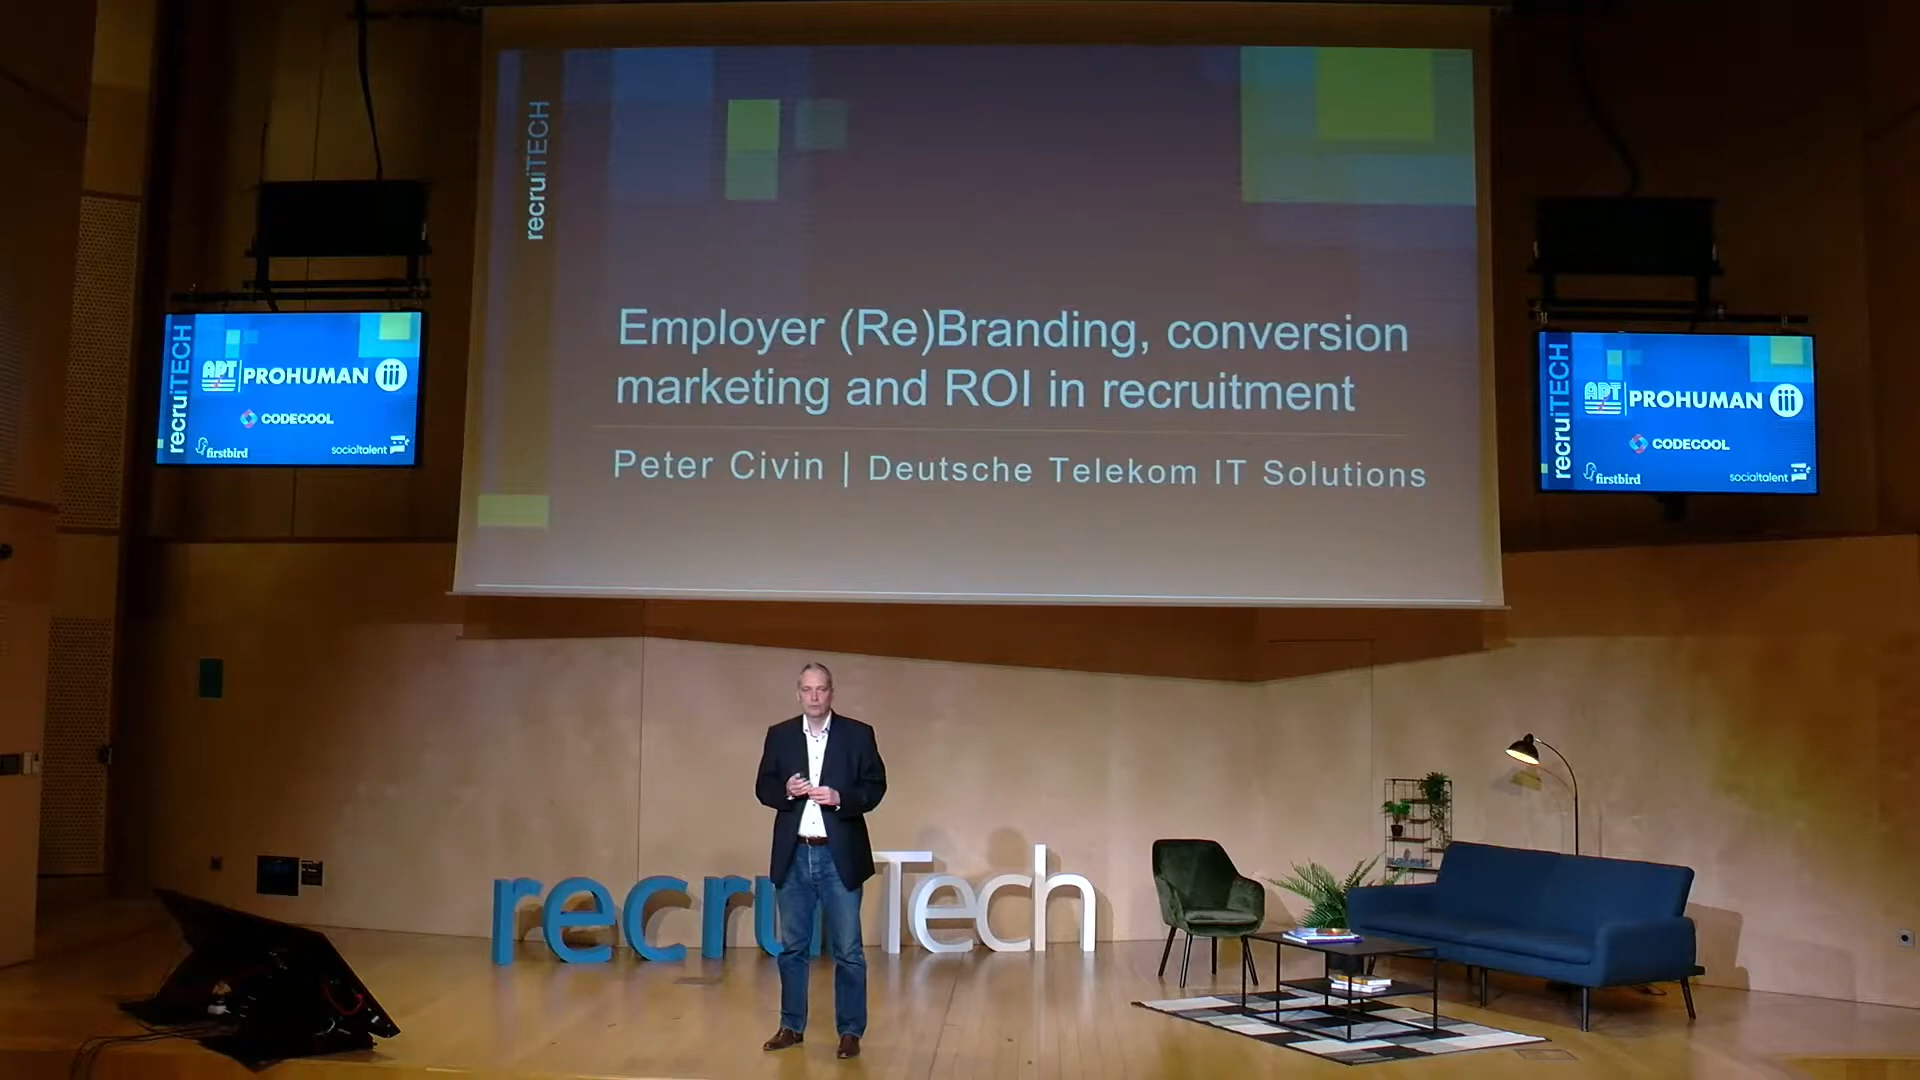 recruiTECH
Employer (Re)Branding, conversion
marketing and ROI in recruitment
Peter Civin | Deutsche Telekom IT Solutions
recruiTECH
APT PROHUMAN
CODECOOL
firstbird
socialtalent
recruiTECH
APT PROHUMAN
CODECOOL
firstbird
socialtalent
recru Tech